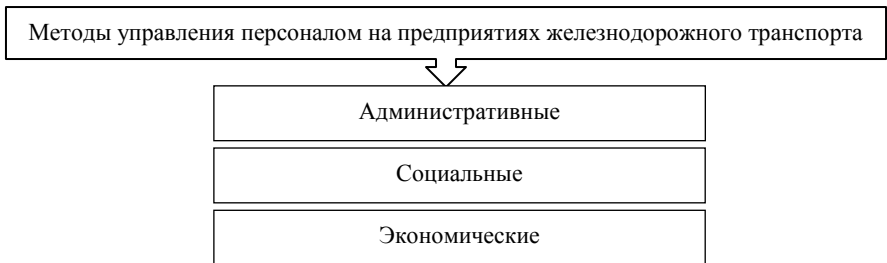 Методы управления персоналом на предприятиях железнодорожного транспорта
Административные
Социальные
Экономические